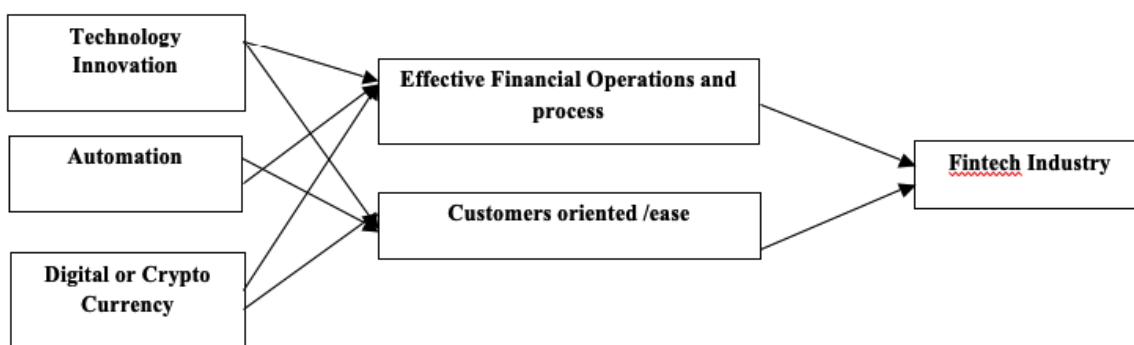 Technology
Innovation
Automation
Digital or Crypto
Currency
Effective Financial Operations and
process
Customers oriented /ease
Fintech Industry